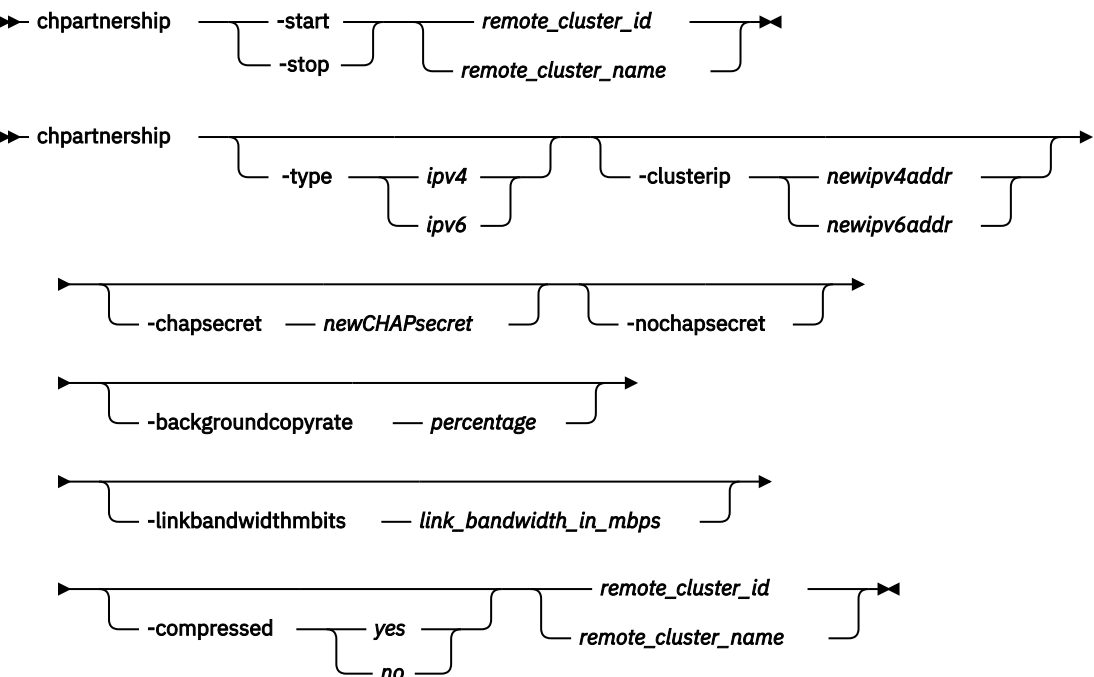 chpartnership -start remote_cluster_id
-stop remote_cluster_name
chpartnership
-type ipv4 -clusterip newipv4addr
ipv6 newipv6addr
-chapsecret newCHAPsecret -nochapsecret
-backgroundcopyrate percentage
-linkbandwidthmbits link_bandwidth_in_mbps
remote_cluster_id
-compressed yes remote_cluster_name
no